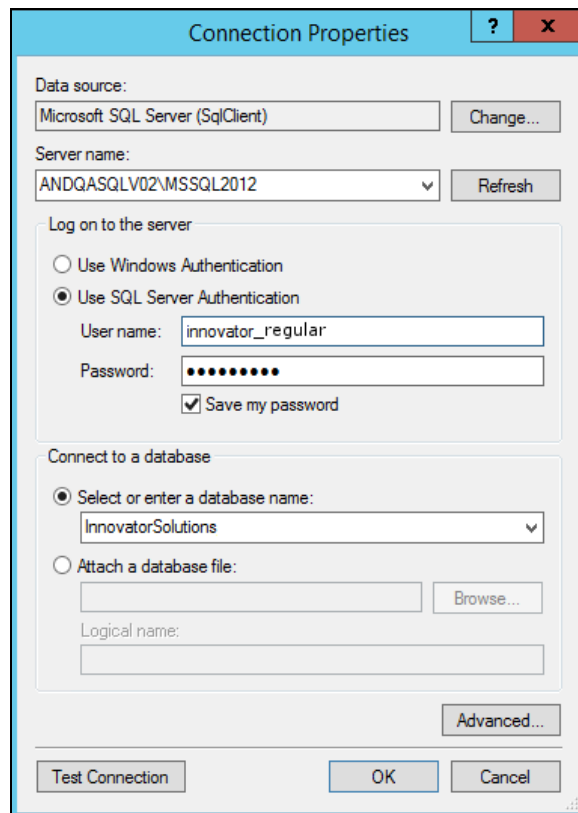 Connection Properties
? x
Data source:
Microsoft SQL Server (SqlClient)
Change...
Server name:
ANDQASQLV02\MSSQL2012
Refresh
Log on to the server
Use Windows Authentication
Use SQL Server Authentication
User name: innovator_regular
Password: •••••••••
Save my password
Connect to a database
Select or enter a database name:
InnovatorSolutions
Attach a database file:
Browse...
Logical name:
Advanced...
Test Connection OK Cancel